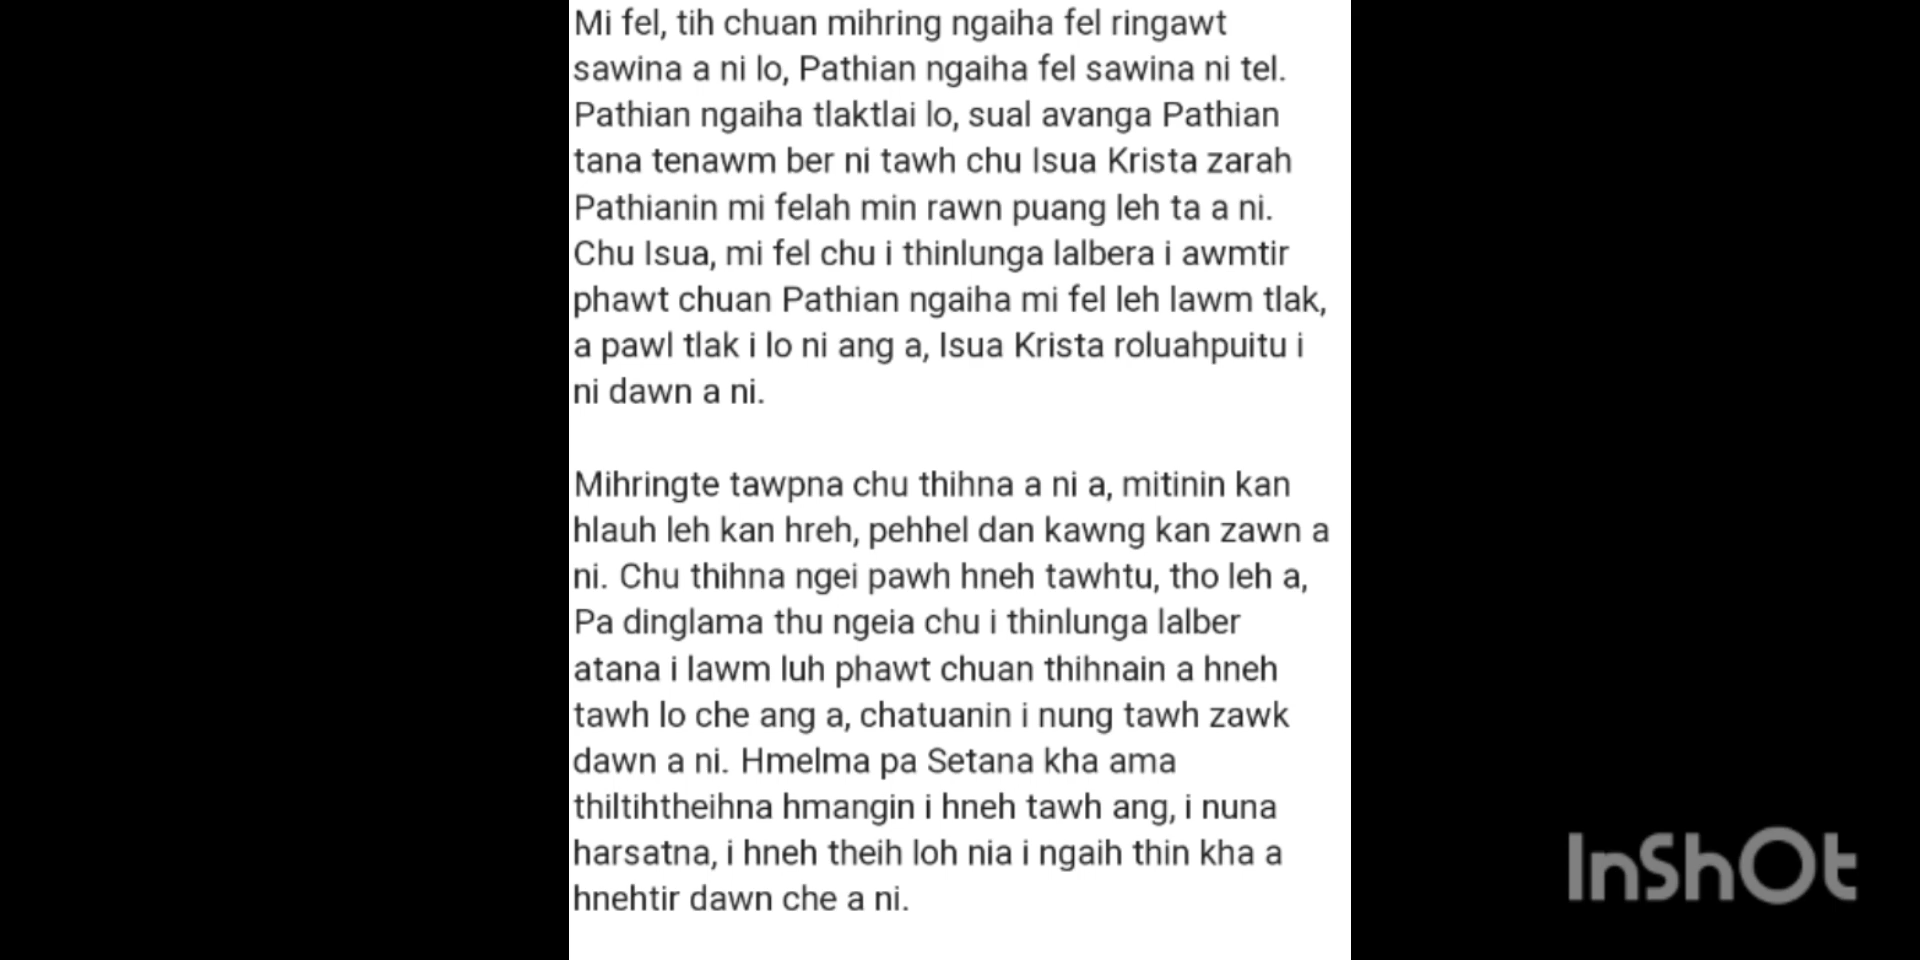 Mi fel, tih chuan mihring ngaiha fel ringawt
sawina a ni lo, Pathian ngaiha fel sawina ni tel.
Pathian ngaiha tlaktlai lo, sual avanga Pathian
tana tenawm ber ni tawh chu Isua Krista zarah
Pathianin mi felah min rawn puang leh ta a ni.
Chu Isua, mi fel chu i thinlunga lalbera i awmtir
phawt chuan Pathian ngaiha mi fel leh lawm tlak,
a pawl tlak i lo ni ang a, Isua Krista roluahpuitu i
ni dawn a ni.
Mihringte tawpna chu thihna a ni a, mitinin kan
hlauh leh kan hreh, pehhel dan kawng kan zawn a
ni. Chu thihna ngei pawh hneh tawhtu, tho leh a,
Pa dinglama thu ngeia chu i thinlunga lalber
atana i lawm luh phawt chuan thihnain a hneh
tawh lo che ang a, chatuanin i nung tawh zawk
dawn a ni. Hmelma pa Setana kha ama
thiltihtheihna hmangin i hneh tawh ang, i nuna
harsatna, i hneh theih loh nia i ngaih thin kha a
hnehtir dawn che a ni.
InShOt